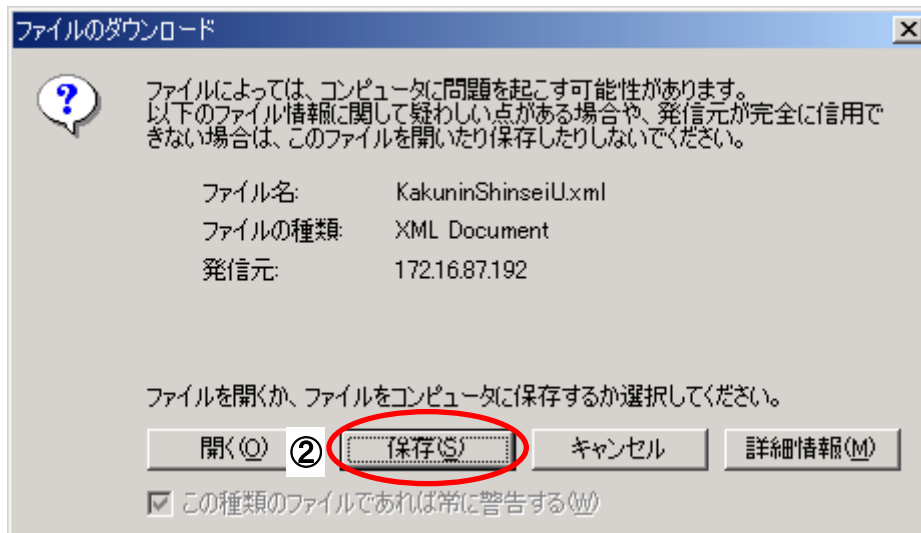 ファイルのダウンロード
ファイルによっては、コンピュータに問題を起こす可能性があります。
以下のファイル情報に関して疑わしい点がある場合や、発信元が完全に信用で
きない場合は、このファイルを開いたり保存したりしないでください。
ファイル名: KakuninShinseiU.xml
ファイルの種類: XML Document
発信元: 172.16.87.192
ファイルを開くか、ファイルをコンピュータに保存するか選択してください。
開く(O) ② 保存(S) キャンセル 詳細情報(M)
この種類のファイルであれば常に警告する(W)